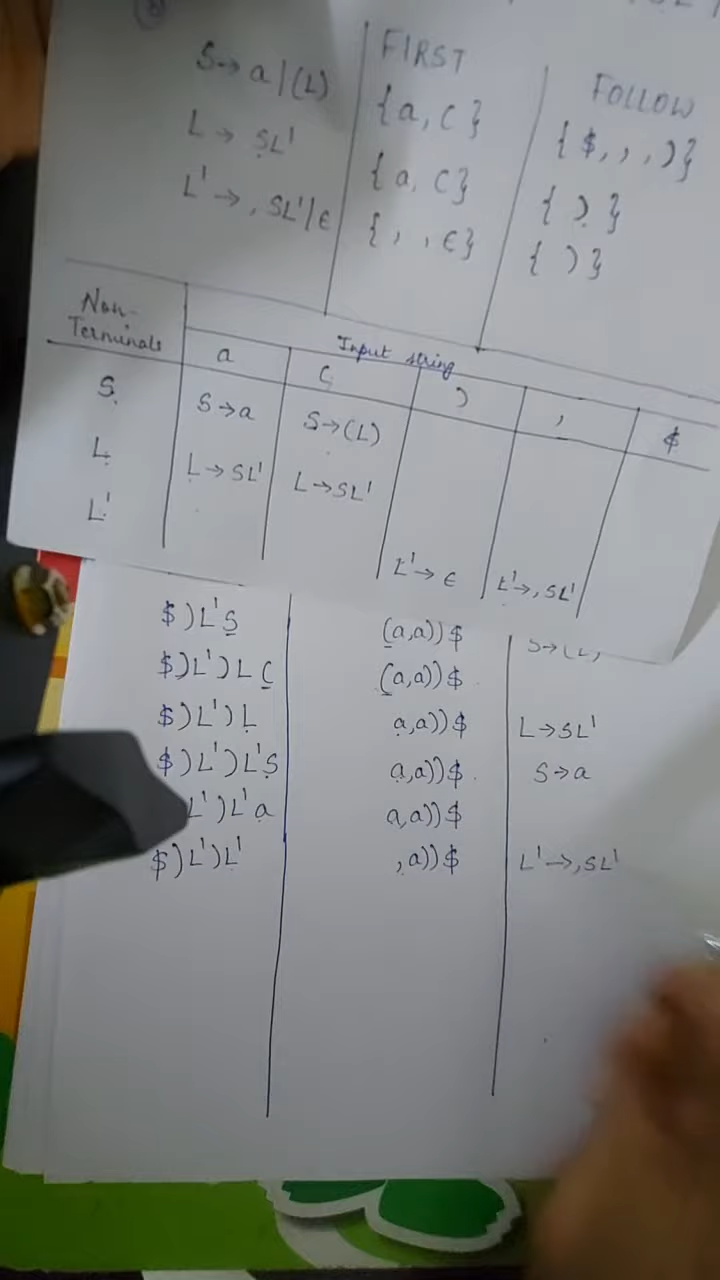 S→ a | (L) FIRST FOLLOW
L → SL' {a, (} {$, , , )}
L' → , SL' | ϵ {a, (} { ) }
{ , , ϵ} { ) }
Non-Terminals Input string
a ( ) , $
S S→a S→(L)
L L→SL' L→SL'
L' L'→ϵ L'→, SL'
$)L'S (a,a))$ S→(L)
$)L')L( (a,a))$
$)L')L a,a))$ L→SL'
$)L')L'S a,a))$ S→a
L')L'a a,a))$
$)L')L' ,a))$ L'→,SL'